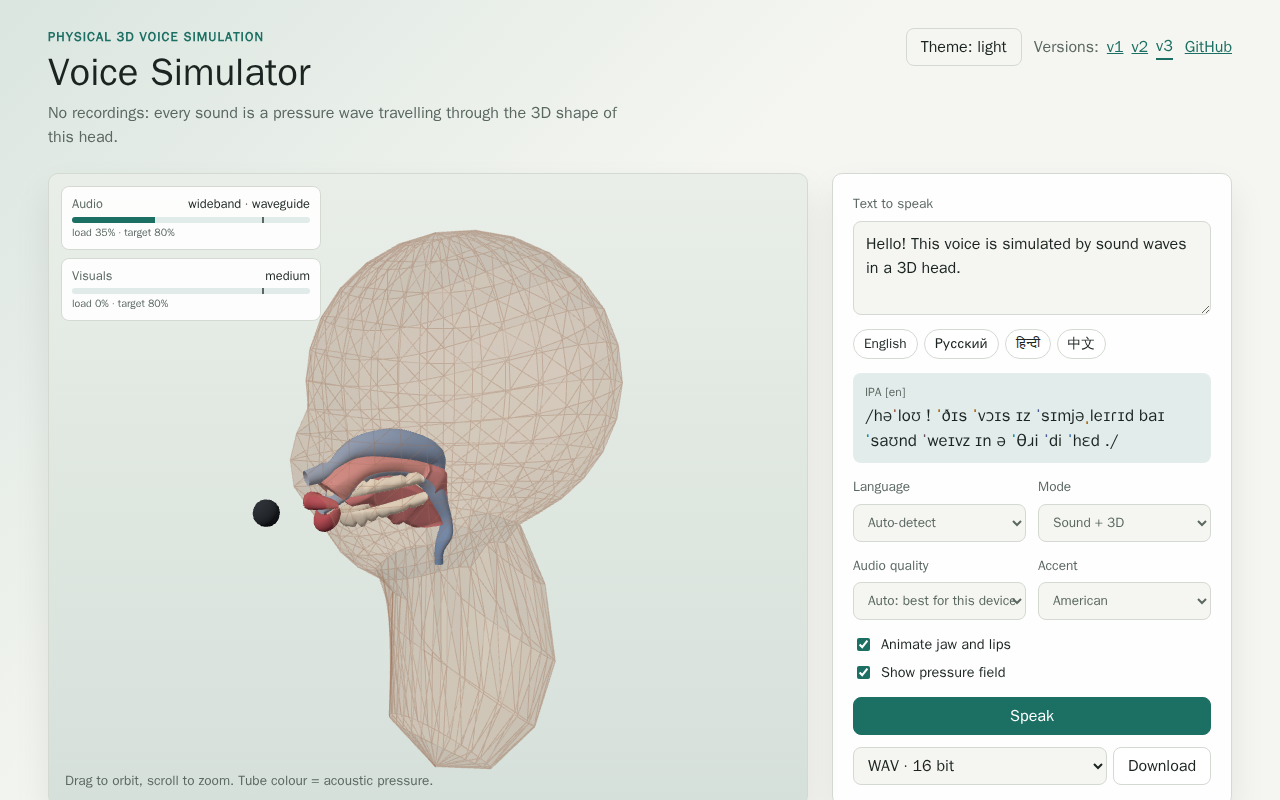 PHYSICAL 3D VOICE SIMULATION
Voice Simulator
No recordings: every sound is a pressure wave travelling through the 3D shape of
this head.
Theme: light
Versions: v1 v2 v3 GitHub
Audio wideband · waveguide
load 35% · target 80%
Visuals medium
load 0% · target 80%
Drag to orbit, scroll to zoom. Tube colour = acoustic pressure.
Text to speak
Hello! This voice is simulated by sound waves
in a 3D head.
English Русский हिन्दी 中文
IPA [en]
/həˈloʊ ! ˈðɪs ˈvɔɪs ɪz ˈsɪmjəˌleɪɾɪd baɪ
ˈsaʊnd ˈweɪvz ɪn ə ˈθɹi ˈdi ˈhɛd ./
Language Mode
Auto-detect Sound + 3D
Audio quality Accent
Auto: best for this device American
Animate jaw and lips
Show pressure field
Speak
WAV · 16 bit Download